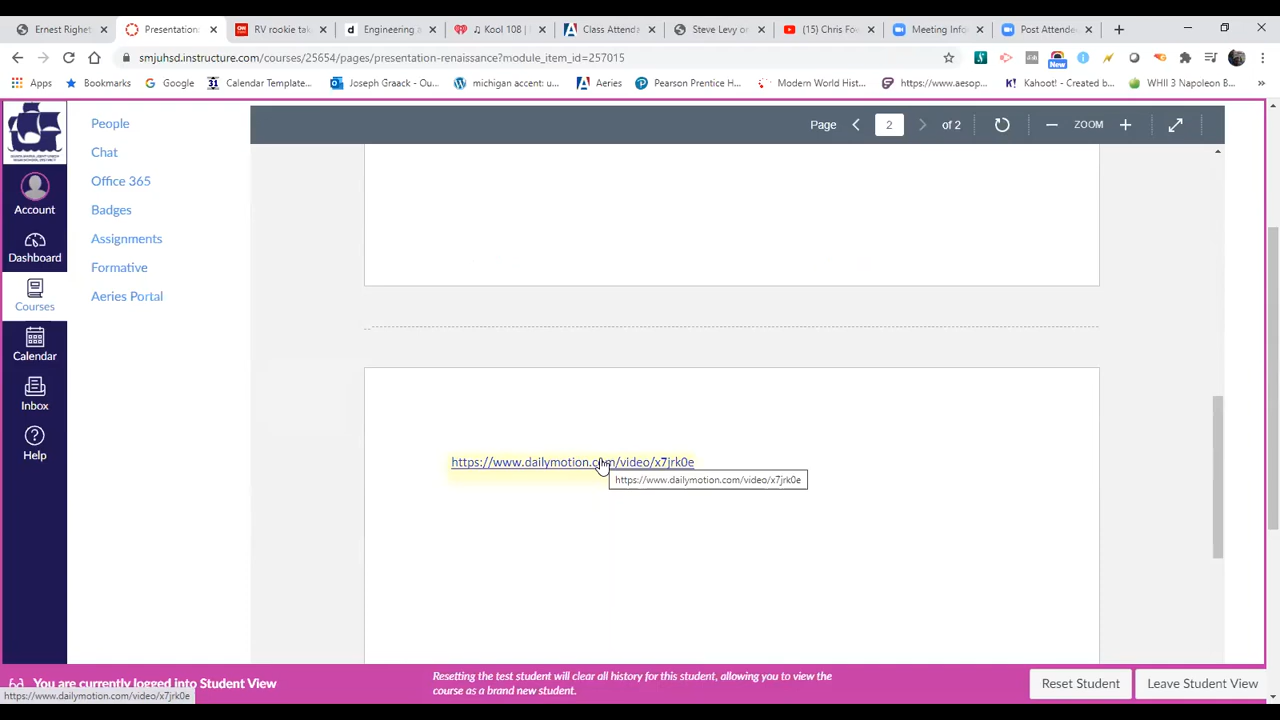 Ernest Righ
Presentation:
RV rookie tal
Engineering &
♫ Kool 108 |
Class Attenda
Steve Levy or
(15) Chris Fos
Meeting Infor
Post Attende
smjuhsd.instructure.com/courses/25654/pages/presentation-renissance?module_item_id=257015
New
Apps
Bookmarks
Google
Calendar Template...
Joseph Graack - Ou...
michigan accent: u...
Aeries
Pearson Prentice H...
Modern World Hist...
https://www.aesop...
Kahoot! - Created b...
WHII 3 Napoleon B...
Account
Dashboard
Courses
Calendar
Inbox
Help
People
Chat
Office 365
Badges
Assignments
Formative
Aeries Portal
Page 2 of 2
ZOOM
https://www.dailymotion.com/video/x7jrk0e
https://www.dailymotion.com/video/x7jrk0e
You are currently logged into Student View
https://www.dailymotion.com/video/x7jrk0e
Resetting the test student will clear all history for this student, allowing you to view the
course as a brand new student.
Reset Student
Leave Student View